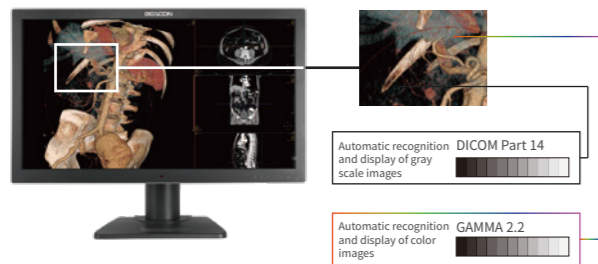 BEACON
Automatic recognition
and display of gray
scale images
DICOM Part 14
Automatic recognition
and display of color
images
GAMMA 2.2